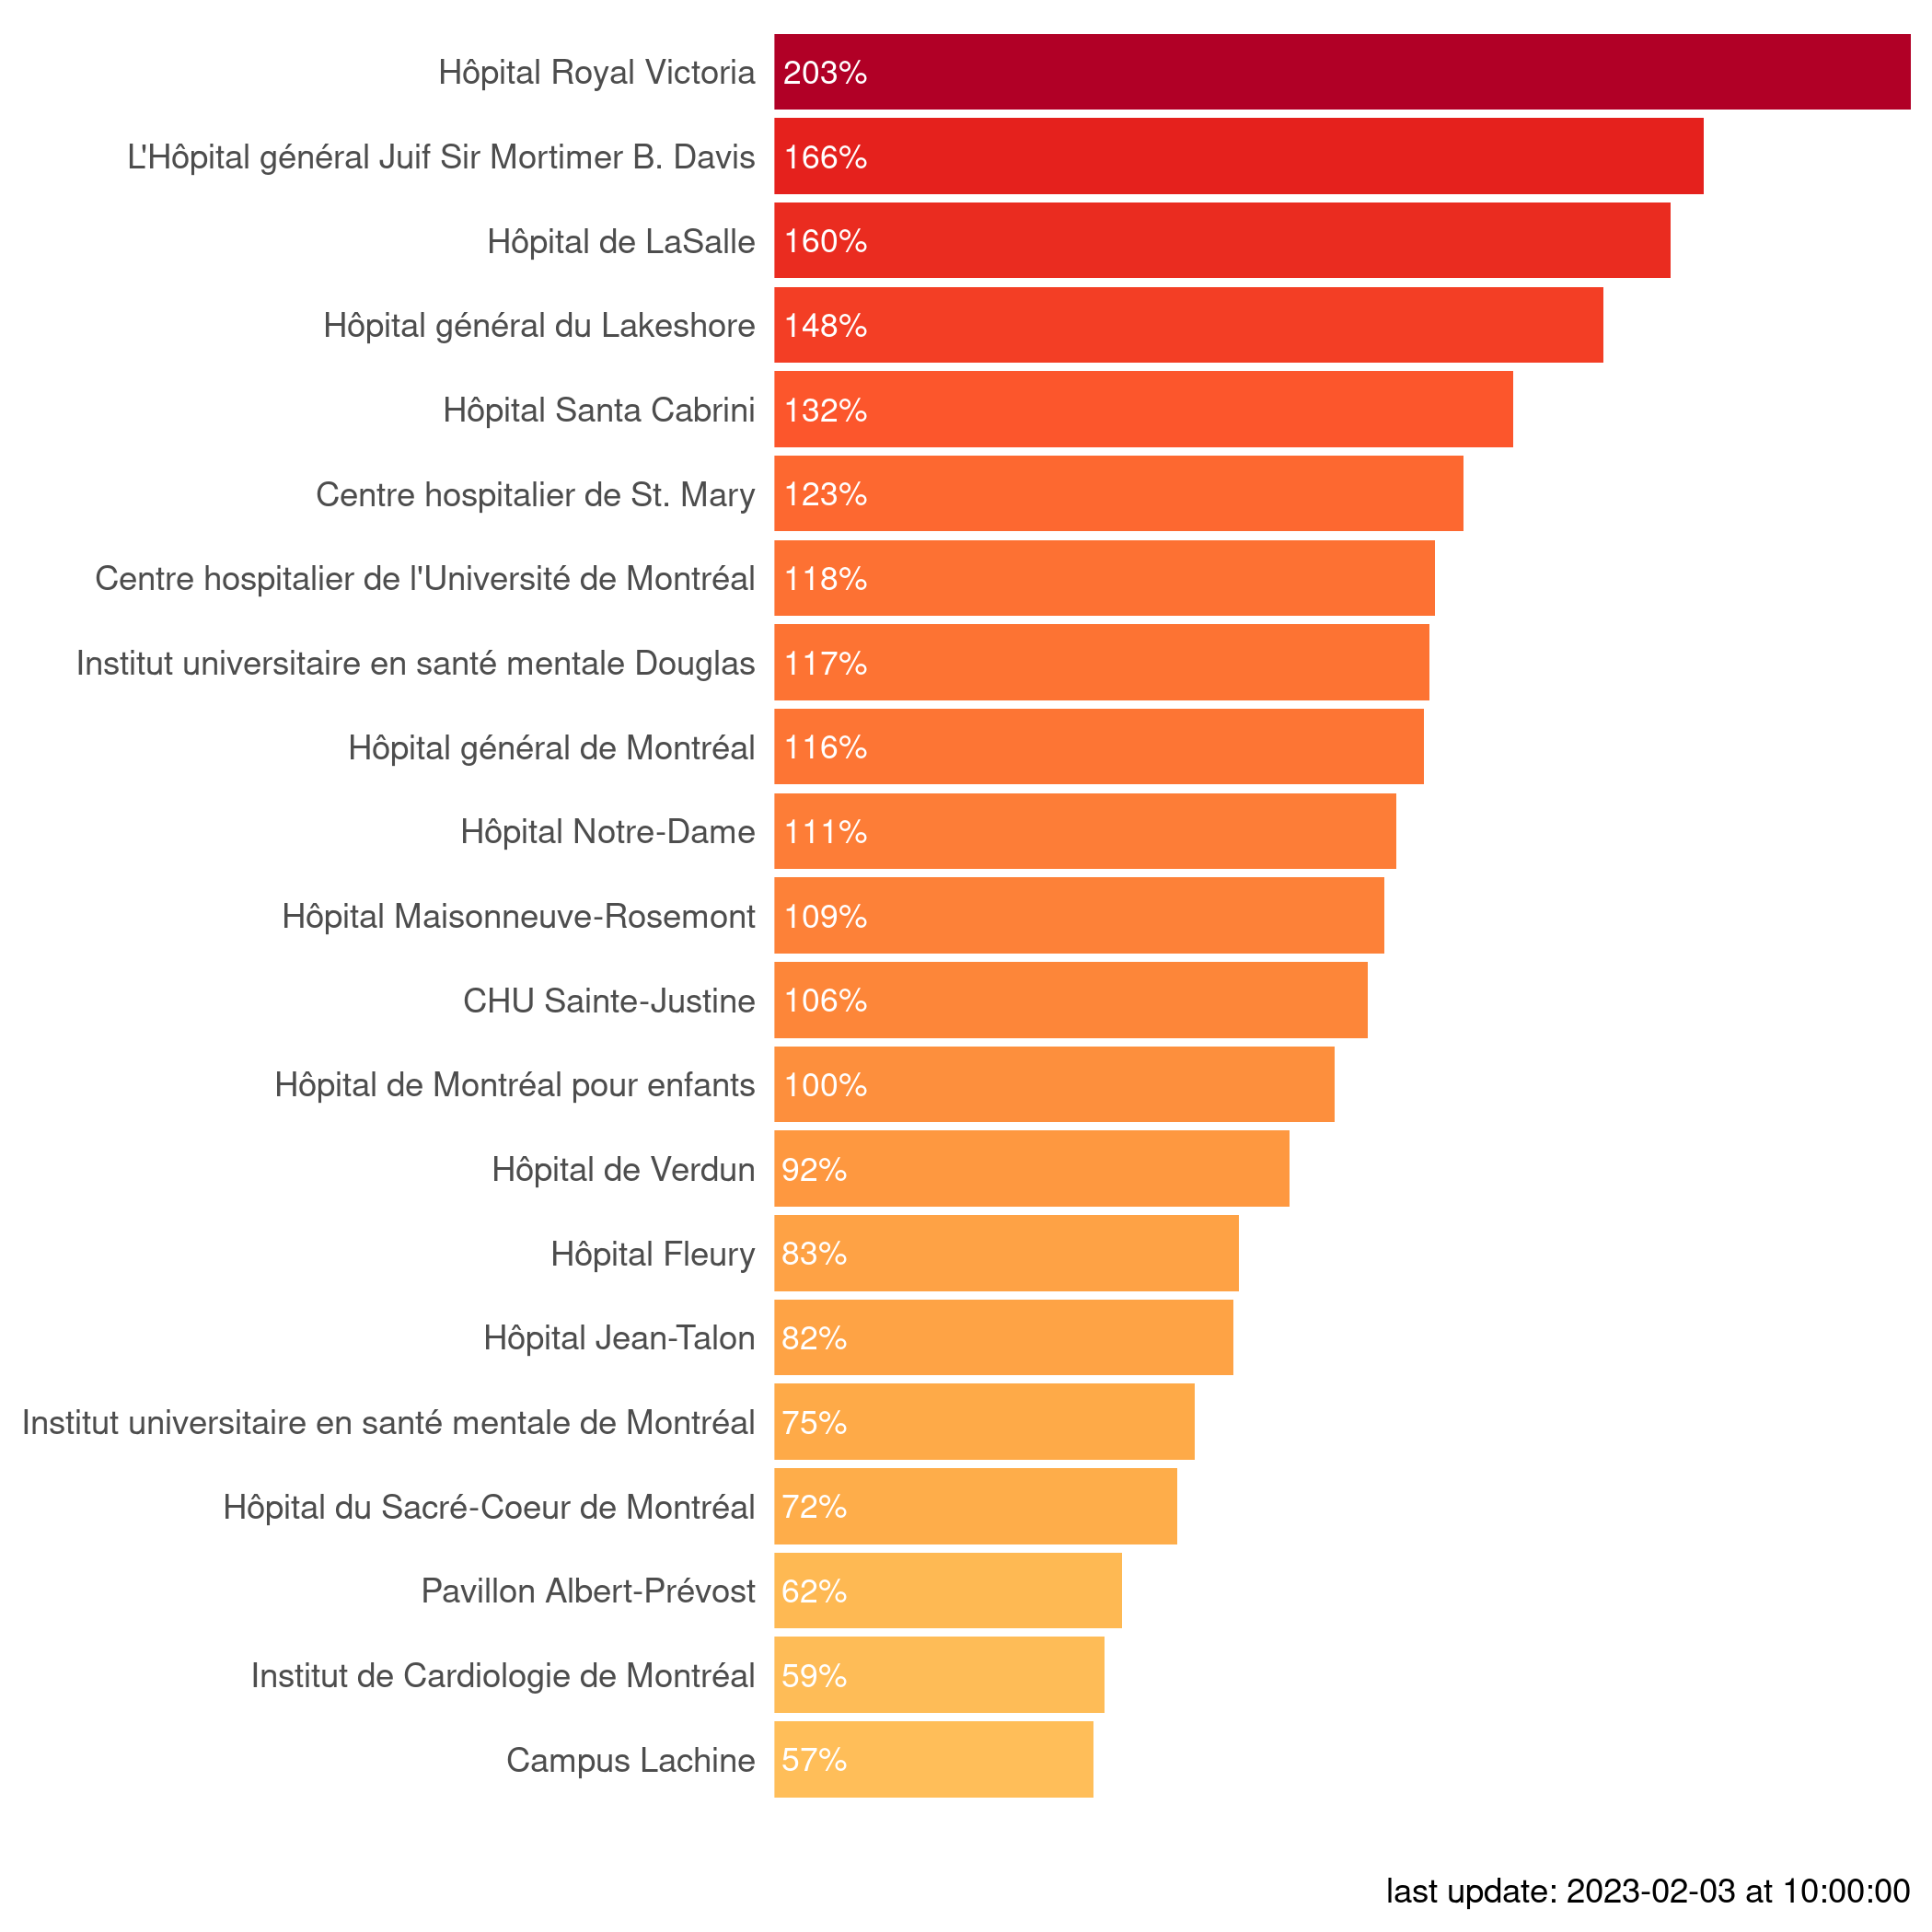 Hôpital Royal Victoria 203%
L'Hôpital général Juif Sir Mortimer B. Davis 166%
Hôpital de LaSalle 160%
Hôpital général du Lakeshore 148%
Hôpital Santa Cabrini 132%
Centre hospitalier de St. Mary 123%
Centre hospitalier de l'Université de Montréal 118%
Institut universitaire en santé mentale Douglas 117%
Hôpital général de Montréal 116%
Hôpital Notre-Dame 111%
Hôpital Maisonneuve-Rosemont 109%
CHU Sainte-Justine 106%
Hôpital de Montréal pour enfants 100%
Hôpital de Verdun 92%
Hôpital Fleury 83%
Hôpital Jean-Talon 82%
Institut universitaire en santé mentale de Montréal 75%
Hôpital du Sacré-Coeur de Montréal 72%
Pavillon Albert-Prévost 62%
Institut de Cardiologie de Montréal 59%
Campus Lachine 57%
last update: 2023-02-03 at 10:00:00